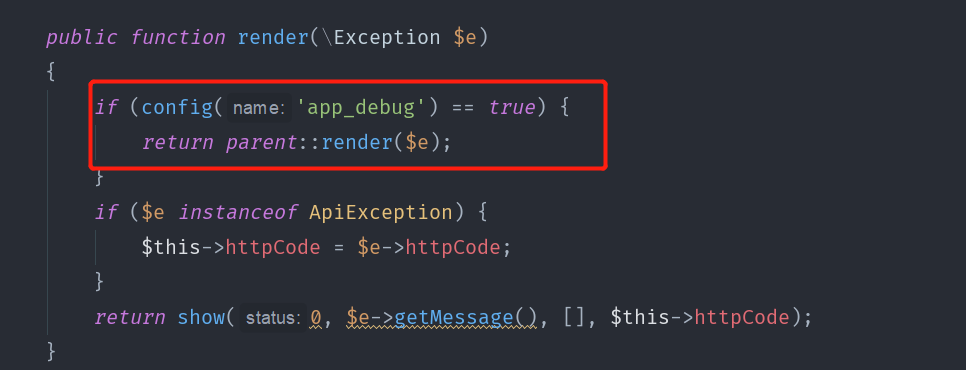 public function render(\Exception $e)
{
if (config( name: 'app_debug') == true) {
return parent::render($e);
}
if ($e instanceof ApiException) {
$this->httpCode = $e->httpCode;
}
return show( status: 0, $e->getMessage(), [], $this->httpCode);
}